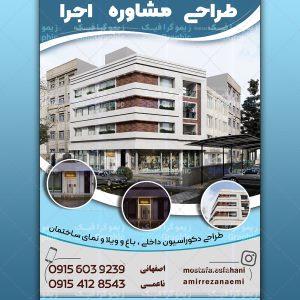 طراحی مشاوره اجرا
طراحی دکوراسیون داخلی ، باغ و ویلا و نمای ساختمان
0915 603 9239 اصفهانی mostafa.esfahani
0915 412 8543 ناعمی amirrezanaemi